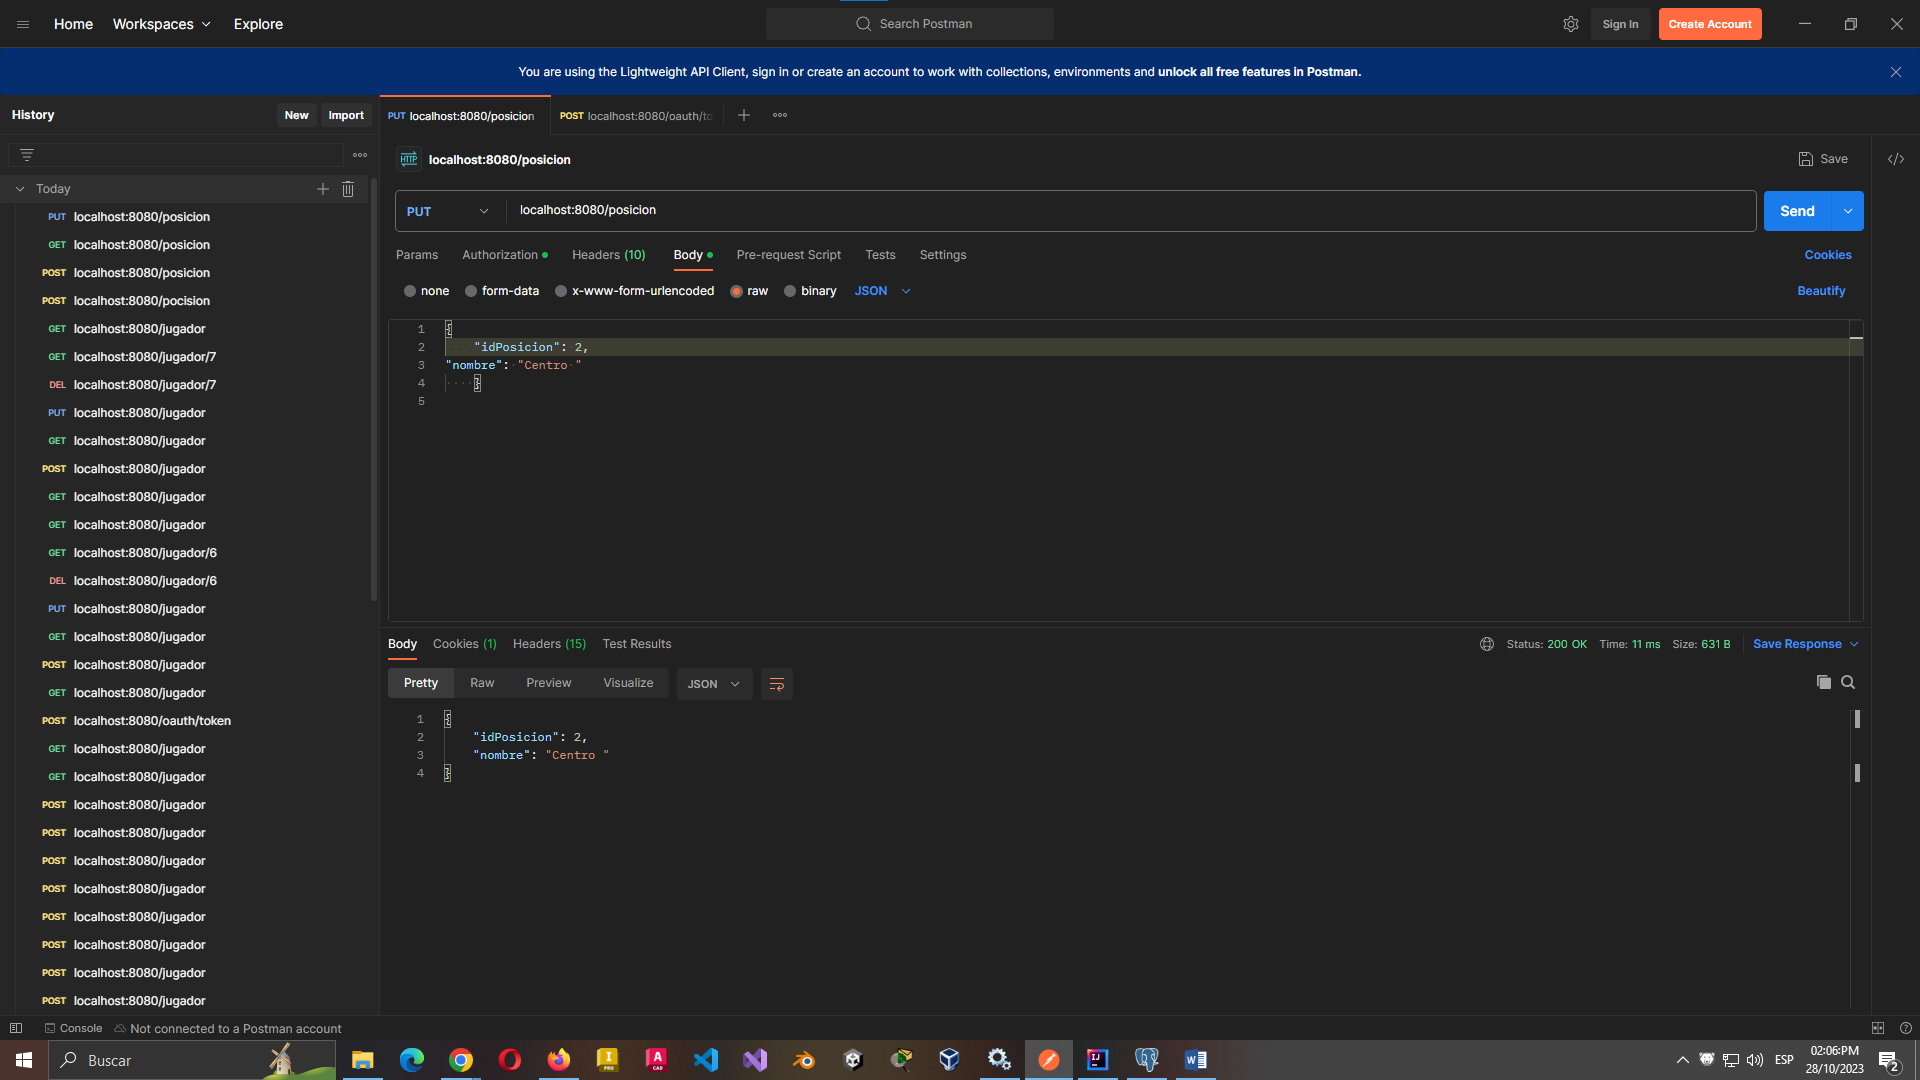 Home Workspaces Explore Search Postman Sign In Create Account
You are using the Lightweight API Client, sign in or create an account to work with collections, environments and unlock all free features in Postman.
History New Import
PUT localhost:8080/posicion POST localhost:8080/oauth/to
HTTP localhost:8080/posicion Save
Today
PUT localhost:8080/posicion
GET localhost:8080/posicion
POST localhost:8080/posicion
POST localhost:8080/pocision
GET localhost:8080/jugador
GET localhost:8080/jugador/7
DEL localhost:8080/jugador/7
PUT localhost:8080/jugador
GET localhost:8080/jugador
POST localhost:8080/jugador
GET localhost:8080/jugador
GET localhost:8080/jugador
GET localhost:8080/jugador/6
DEL localhost:8080/jugador/6
PUT localhost:8080/jugador
GET localhost:8080/jugador
POST localhost:8080/jugador
GET localhost:8080/jugador
POST localhost:8080/oauth/token
GET localhost:8080/jugador
GET localhost:8080/jugador
POST localhost:8080/jugador
POST localhost:8080/jugador
POST localhost:8080/jugador
POST localhost:8080/jugador
POST localhost:8080/jugador
POST localhost:8080/jugador
POST localhost:8080/jugador
POST localhost:8080/jugador
PUT localhost:8080/posicion Send
Params Authorization Headers (10) Body Pre-request Script Tests Settings Cookies
none form-data x-www-form-urlencoded raw binary JSON Beautify
1 {
2 "idPosicion": 2,
3 "nombre": "Centro "
4 }
5
Body Cookies (1) Headers (15) Test Results Status: 200 OK Time: 11 ms Size: 631 B Save Response
Pretty Raw Preview Visualize JSON
1 {
2 "idPosicion": 2,
3 "nombre": "Centro "
4 }
Console Not connected to a Postman account
Buscar
I PRO
A CAD
IJ
W
ESP
02:06:PM
28/10/2023
2